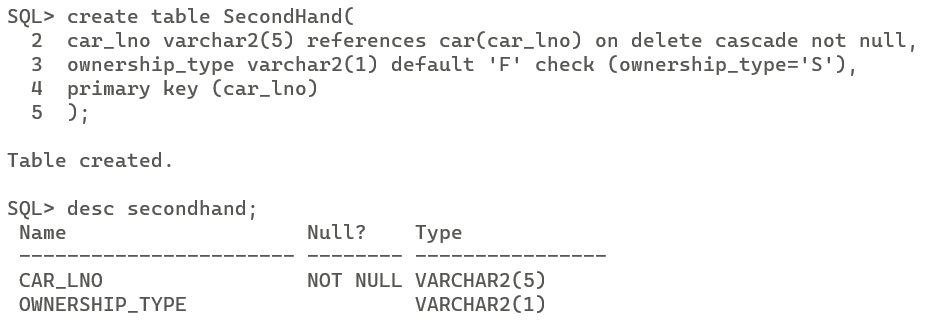 SQL> create table SecondHand(
  2  car_lno varchar2(5) references car(car_lno) on delete cascade not null,
  3  ownership_type varchar2(1) default 'F' check (ownership_type='S'),
  4  primary key (car_lno)
  5  );
Table created.
SQL> desc secondhand;
 Name                    Null?    Type
 ----------------------- -------- ----------------
 CAR_LNO                 NOT NULL VARCHAR2(5)
 OWNERSHIP_TYPE                   VARCHAR2(1)